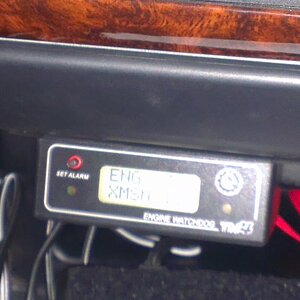 SET ALARM
ENG
XMSN
ENGINE WATCHDOG